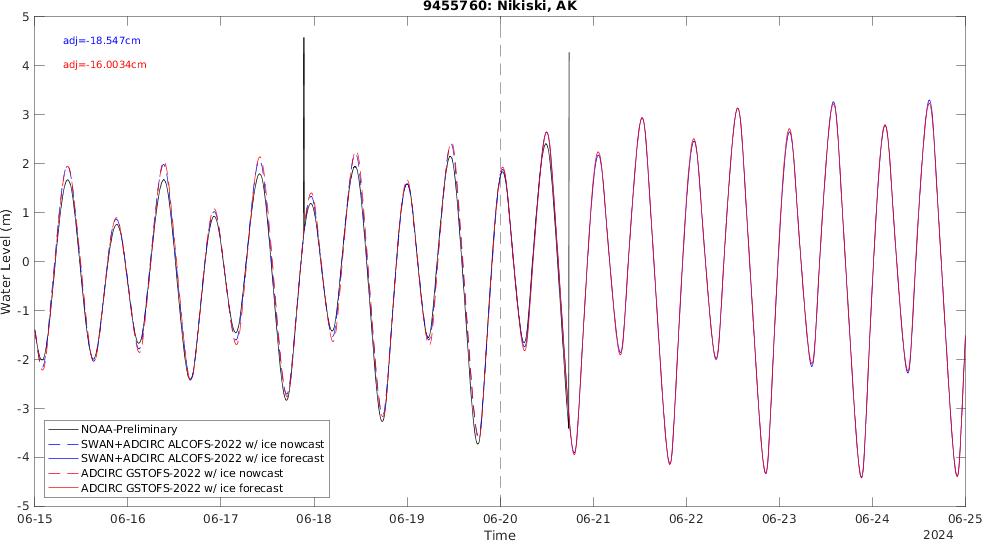 9455760: Nikiski, AK
adj=-18.547cm
adj=-16.0034cm
5
4
3
2
1
0
-1
-2
-3
-4
-5
Water Level (m)
NOAA-Preliminary
SWAN+ADCIRC ALCOFS-2022 w/ ice nowcast
SWAN+ADCIRC ALCOFS-2022 w/ ice forecast
ADCIRC GSTOFS-2022 w/ ice nowcast
ADCIRC GSTOFS-2022 w/ ice forecast
06-15 06-16 06-17 06-18 06-19 06-20 06-21 06-22 06-23 06-24 06-25
Time
2024